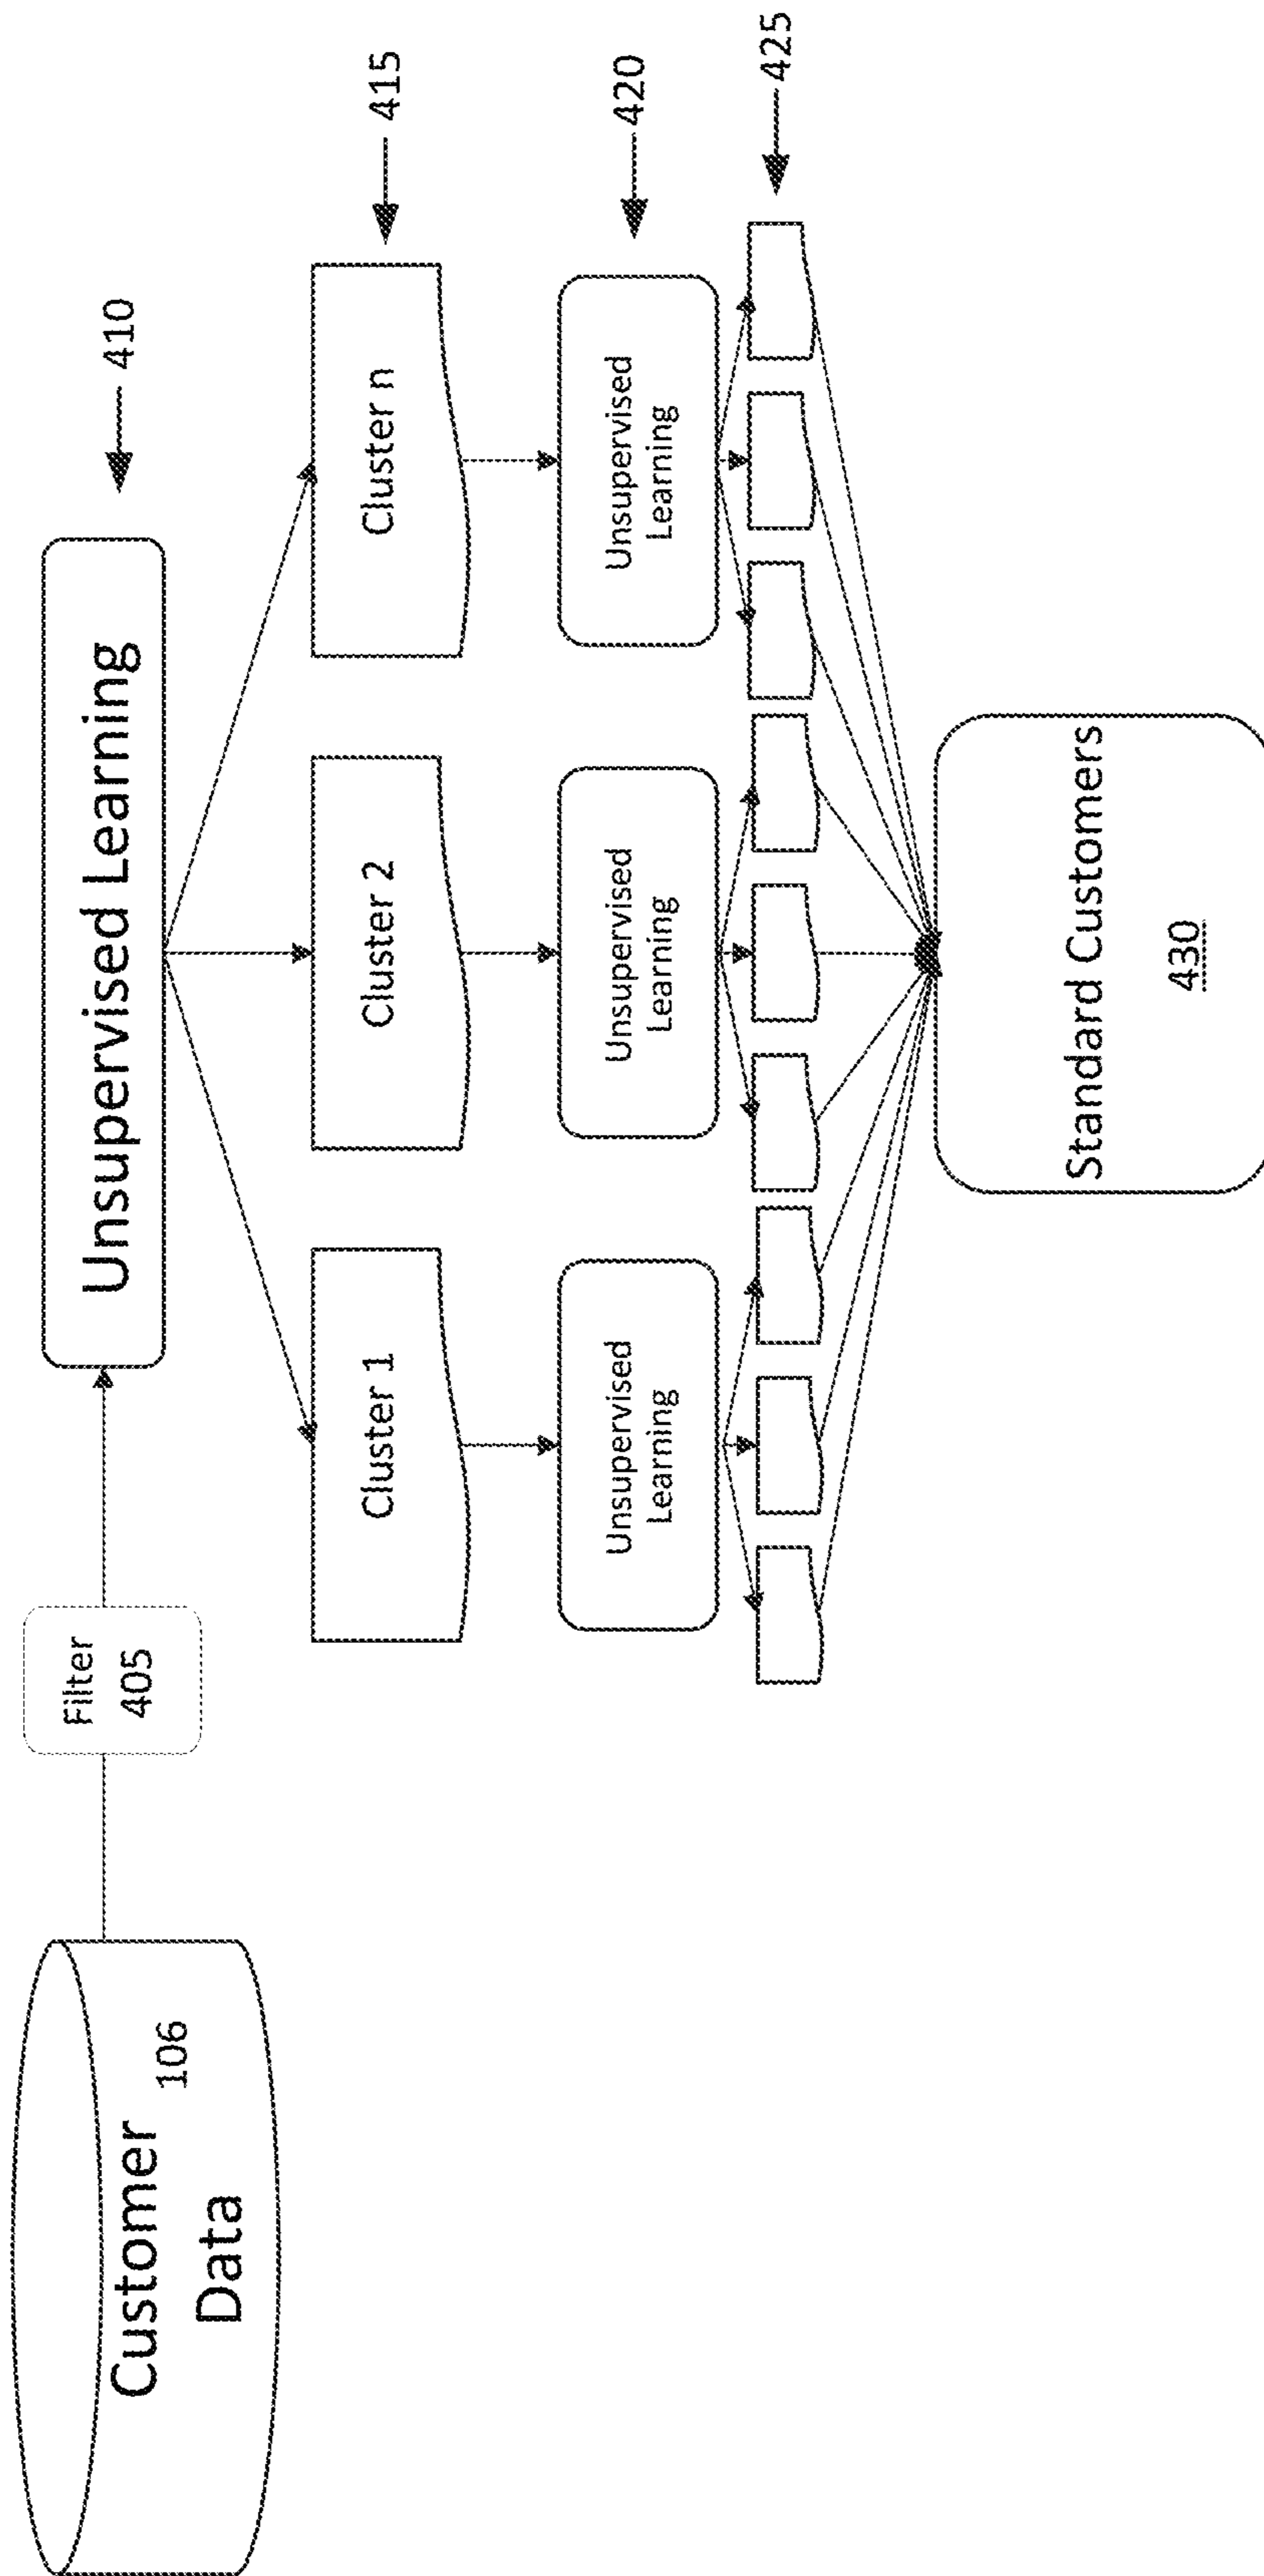 Customer
106
Data
Filter
405
Unsupervised Learning
410
Cluster 1
Cluster 2
Cluster n
415
Unsupervised
Learning
Unsupervised
Learning
Unsupervised
Learning
420
425
Standard Customers
430